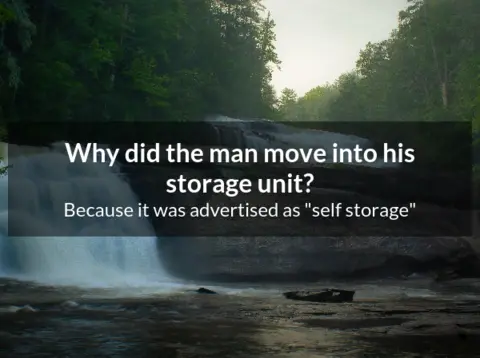 Why did the man move into his
storage unit?
Because it was advertised as "self storage"